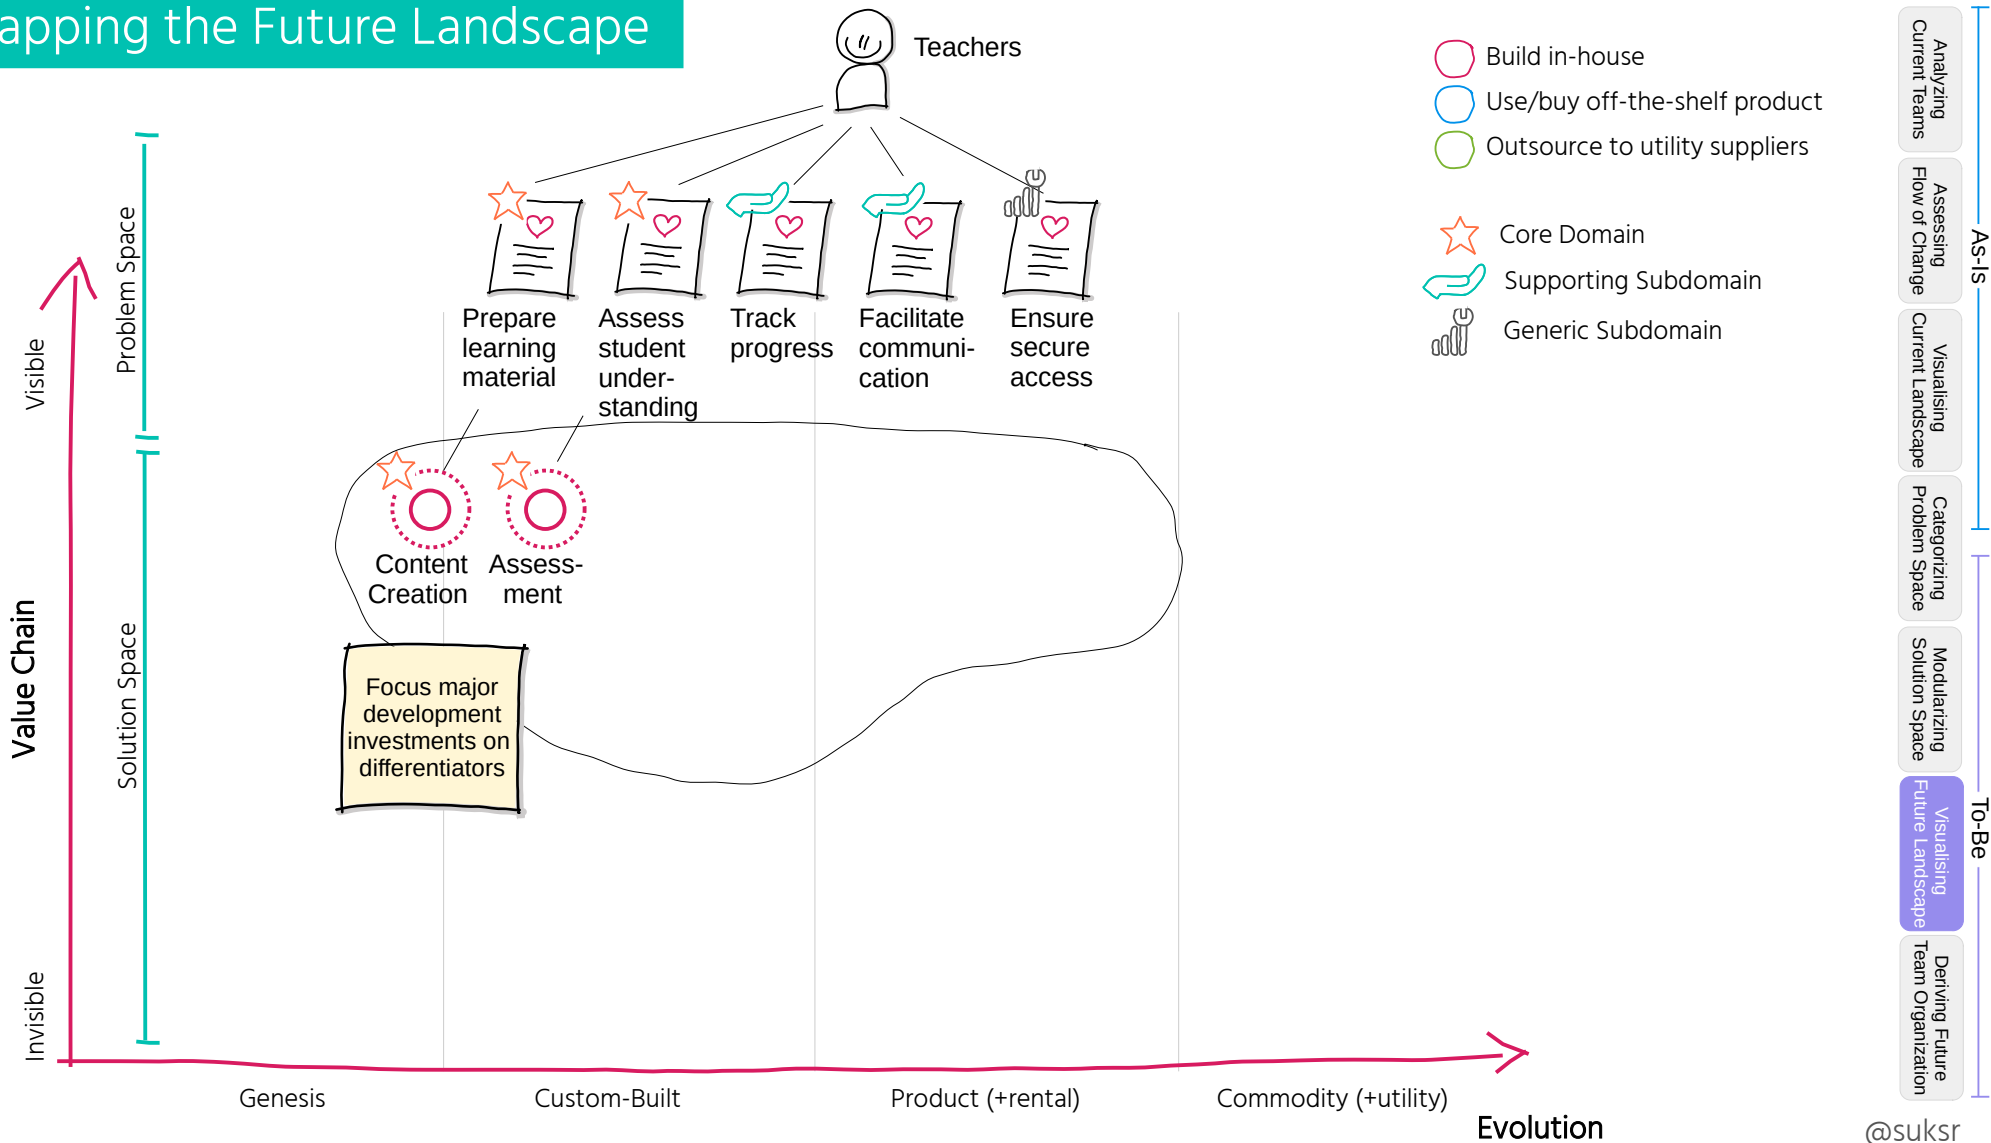 apping the Future Landscape
Teachers
Build in-house
Use/buy off-the-shelf product
Outsource to utility suppliers
Core Domain
Supporting Subdomain
Generic Subdomain
Prepare
learning
material
Assess
student
under-
standing
Track
progress
Facilitate
communi-
cation
Ensure
secure
access
Content
Creation
Assess-
ment
Focus major
development
investments on
differentiators
Value Chain
Visible
Invisible
Problem Space
Solution Space
Genesis
Custom-Built
Product (+rental)
Commodity (+utility)
Evolution
Analyzing
Current Teams
Assessing
Flow of Change
Visualising
Current Landscape
Categorizing
Problem Space
Modularizing
Solution Space
Visualising
Future Landscape
Deriving Future
Team Organization
As-Is
To-Be
@suksr